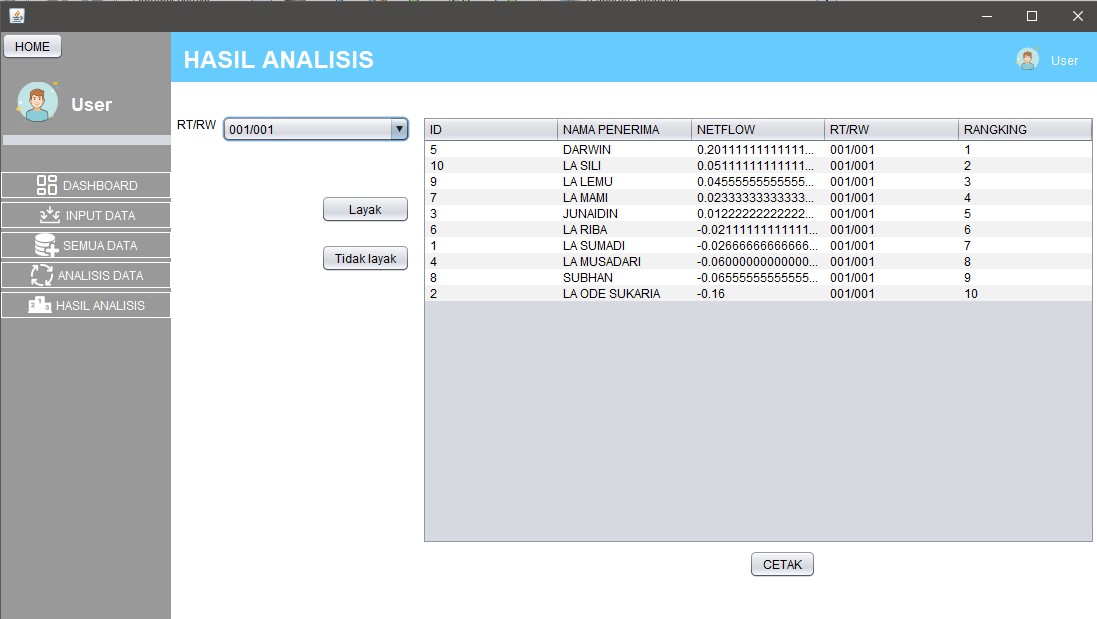 HOME
HASIL ANALISIS
User
User
RT/RW 001/001
Layak
Tidak layak
DASHBOARD
INPUT DATA
SEMUA DATA
ANALISIS DATA
HASIL ANALISIS
ID NAMA PENERIMA NETFLOW RT/RW RANGKING
5 DARWIN 0.20111111111111... 001/001 1
10 LA SILI 0.05111111111111... 001/001 2
9 LA LEMU 0.04555555555555... 001/001 3
7 LA MAMI 0.02333333333333... 001/001 4
3 JUNAIDIN 0.01222222222222... 001/001 5
6 LA RIBA -0.0211111111111... 001/001 6
1 LA SUMADI -0.0266666666666... 001/001 7
4 LA MUSADARI -0.0600000000000... 001/001 8
8 SUBHAN -0.0655555555555... 001/001 9
2 LA ODE SUKARIA -0.16 001/001 10
CETAK